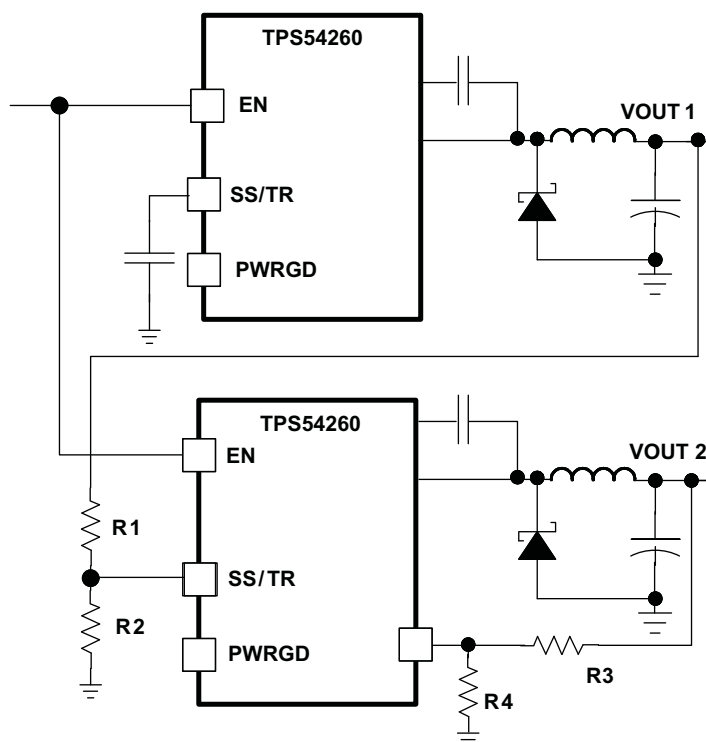 TPS54260
EN
VOUT 1
SS/TR
PWRGD
TPS54260
EN
VOUT 2
R1
SS/TR
R2
PWRGD
R3
R4